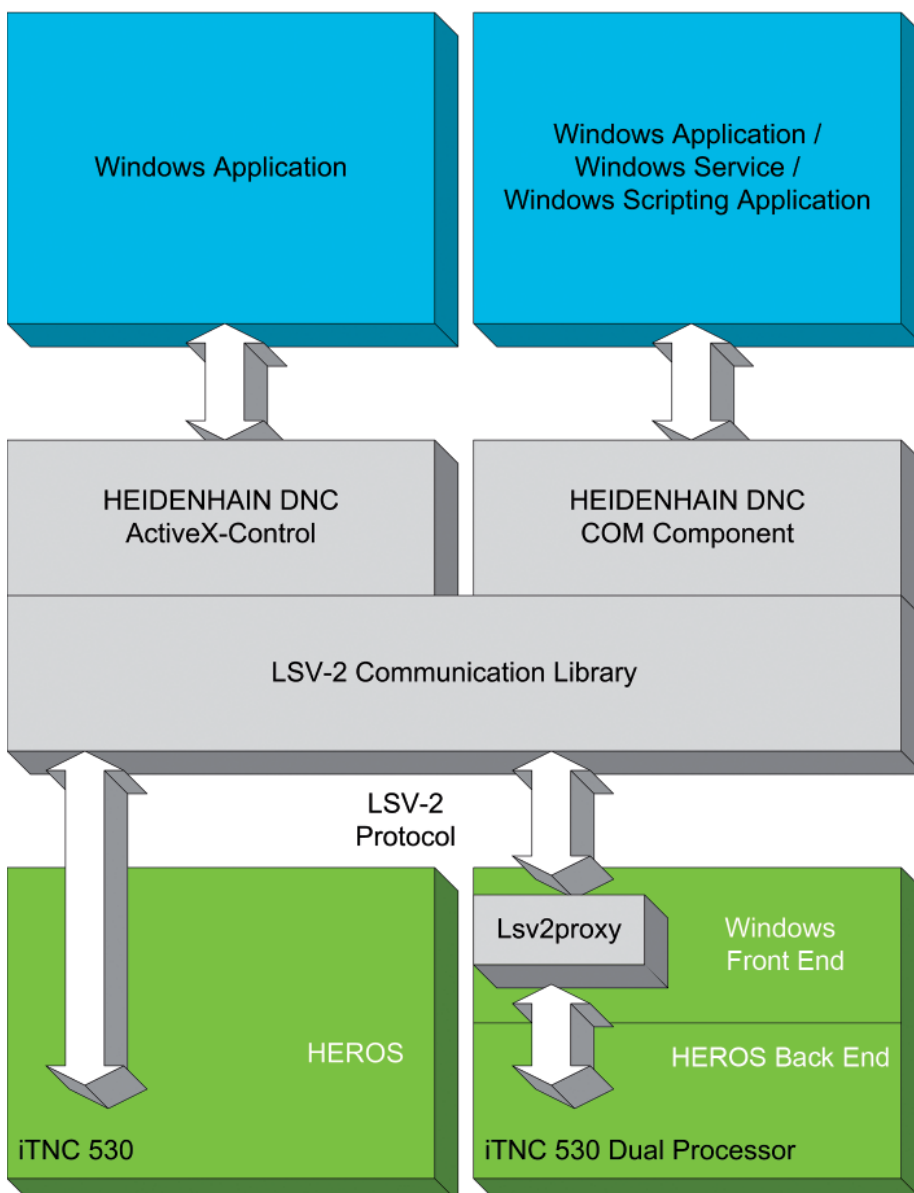 Windows Application
Windows Application /
Windows Service /
Windows Scripting Application
HEIDENHAIN DNC
ActiveX-Control
HEIDENHAIN DNC
COM Component
LSV-2 Communication Library
LSV-2
Protocol
Lsv2proxy
Windows
Front End
HEROS
HEROS Back End
iTNC 530
iTNC 530 Dual Processor